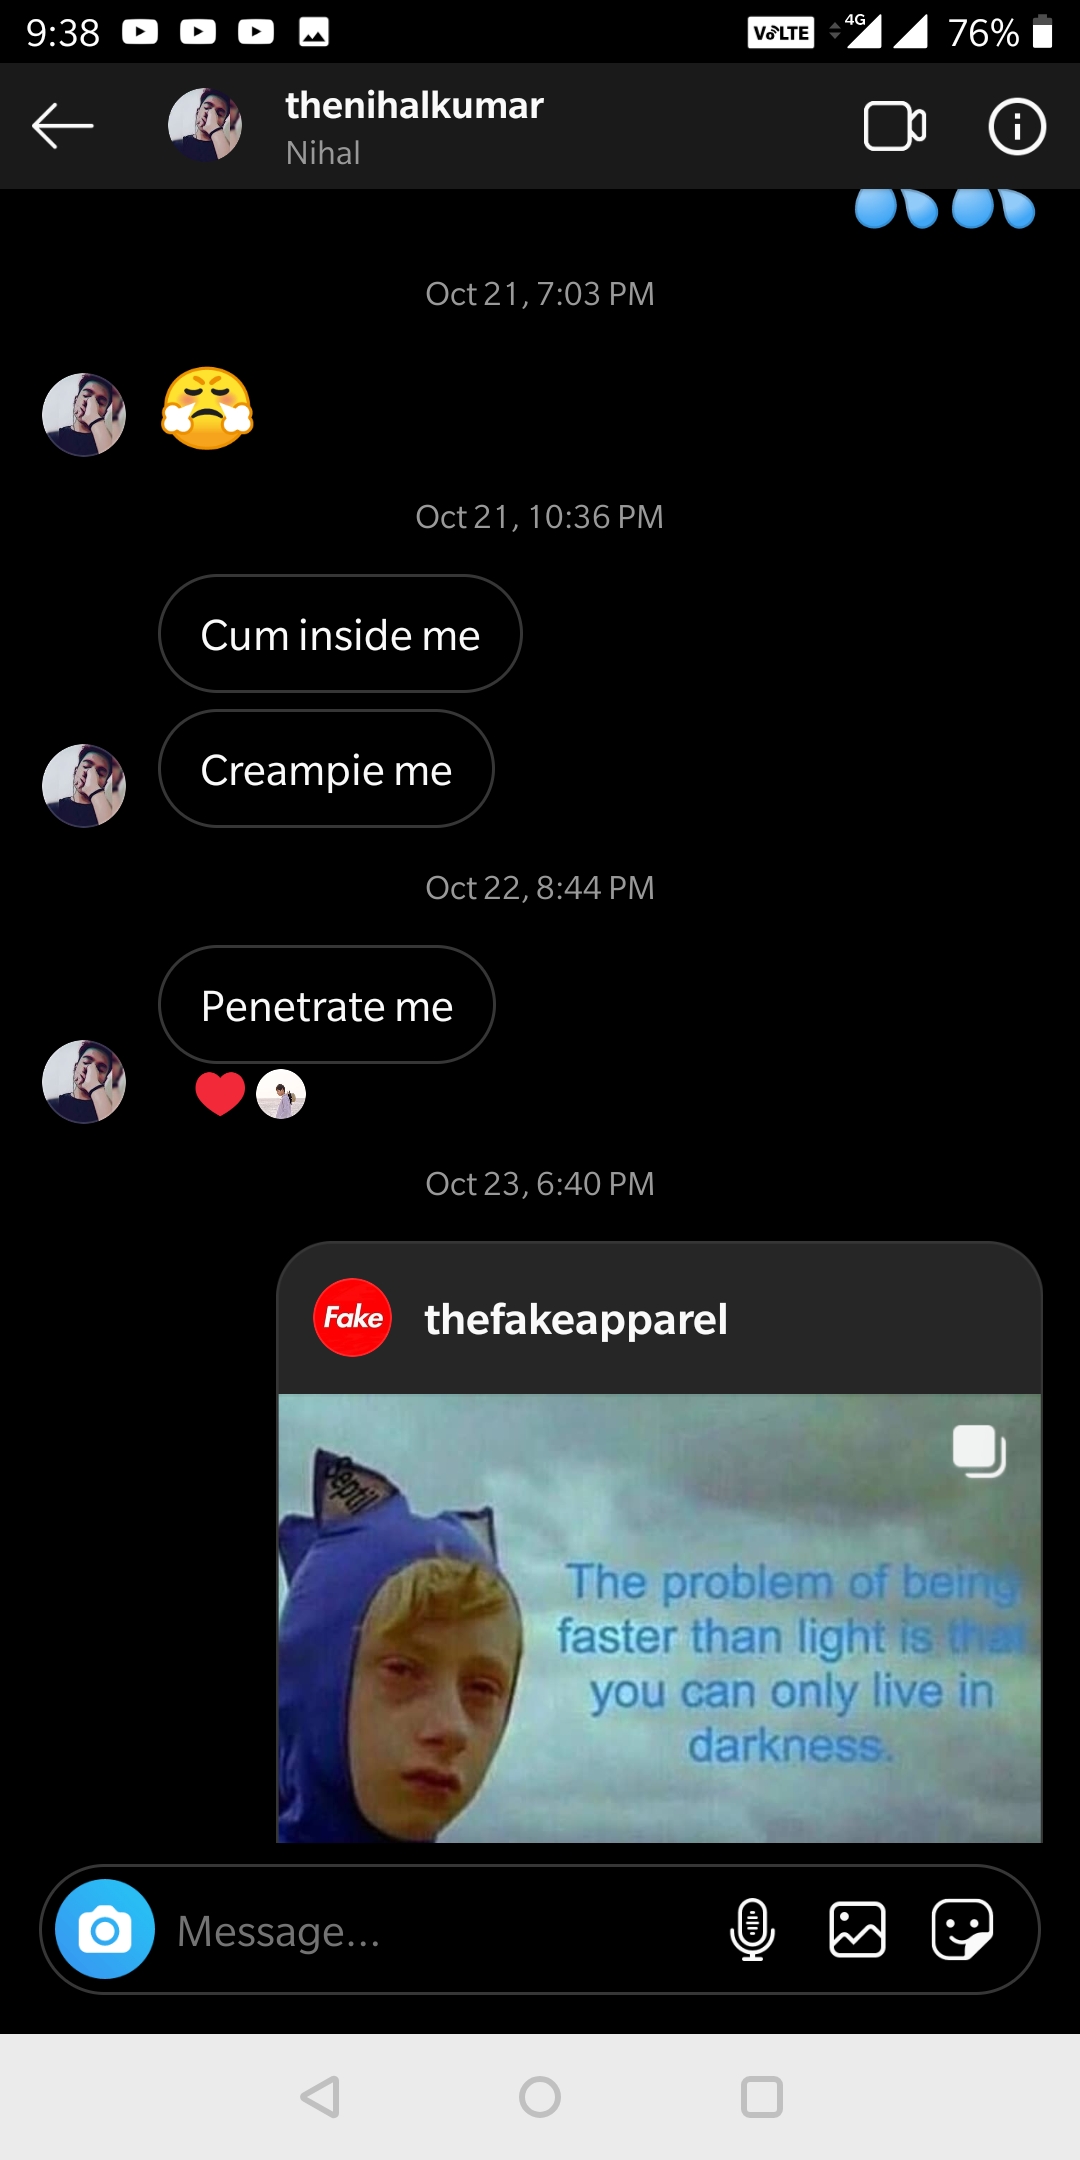 9:38
VoLTE 4G 76%
thenihalkumar
Nihal
Oct 21, 7:03 PM
Oct 21, 10:36 PM
Cum inside me
Creampie me
Oct 22, 8:44 PM
Penetrate me
Oct 23, 6:40 PM
Fake thefakeapparel
Septi
The problem of being
faster than light is that
you can only live in
darkness.
Message...